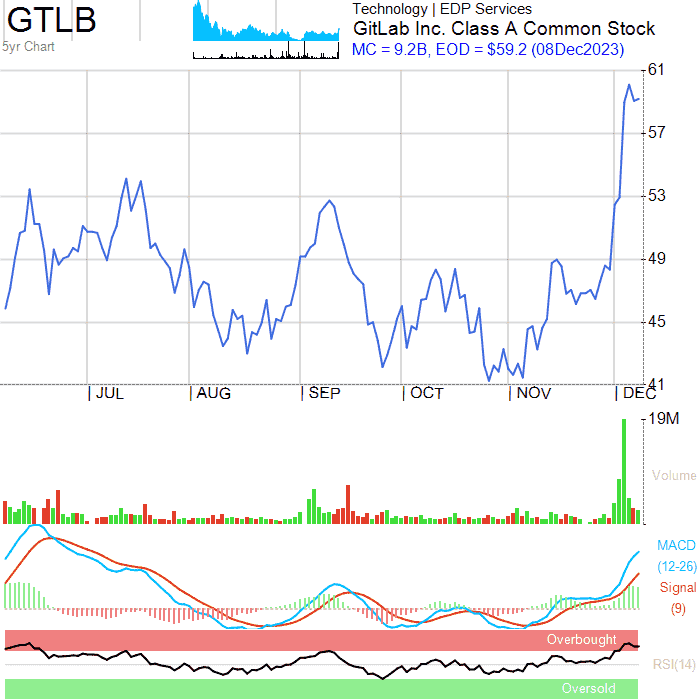 GTLB
5yr Chart
Technology | EDP Services
GitLab Inc. Class A Common Stock
MC = 9.2B, EOD = $59.2 (08Dec2023)
61
57
53
49
45
41
JUL
AUG
SEP
OCT
NOV
DEC
19M
Volume
MACD
(12-26)
Signal
(9)
Overbought
RSI(14)
Oversold